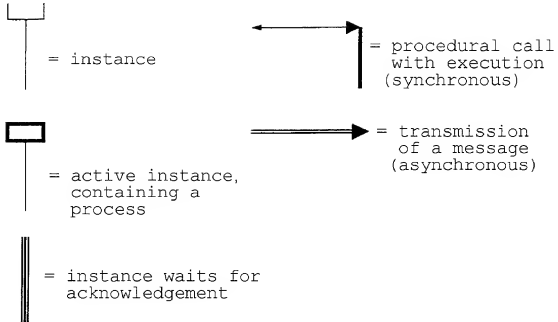 = instance
= procedural call
with execution
(synchronous)
= transmission
of a message
(asynchronous)
= active instance,
containing a
process
= instance waits for
acknowledgement